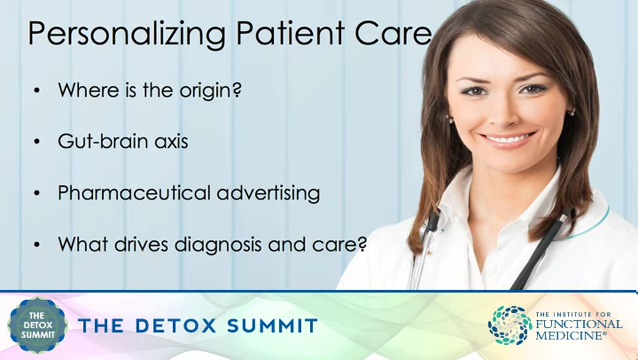 Personalizing Patient Care
• Where is the origin?
• Gut-brain axis
• Pharmaceutical advertising
• What drives diagnosis and care?
THE
DETOX
SUMMIT
THE DETOX SUMMIT
THE INSTITUTE FOR
FUNCTIONAL
MEDICINE®